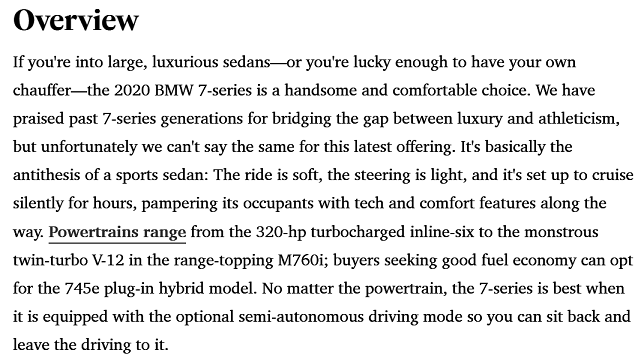 Overview
If you're into large, luxurious sedans—or you're lucky enough to have your own
chauffer—the 2020 BMW 7-series is a handsome and comfortable choice. We have
praised past 7-series generations for bridging the gap between luxury and athleticism,
but unfortunately we can't say the same for this latest offering. It's basically the
antithesis of a sports sedan: The ride is soft, the steering is light, and it's set up to cruise
silently for hours, pampering its occupants with tech and comfort features along the
way. Powertrains range from the 320-hp turbocharged inline-six to the monstrous
twin-turbo V-12 in the range-topping M760i; buyers seeking good fuel economy can opt
for the 745e plug-in hybrid model. No matter the powertrain, the 7-series is best when
it is equipped with the optional semi-autonomous driving mode so you can sit back and
leave the driving to it.